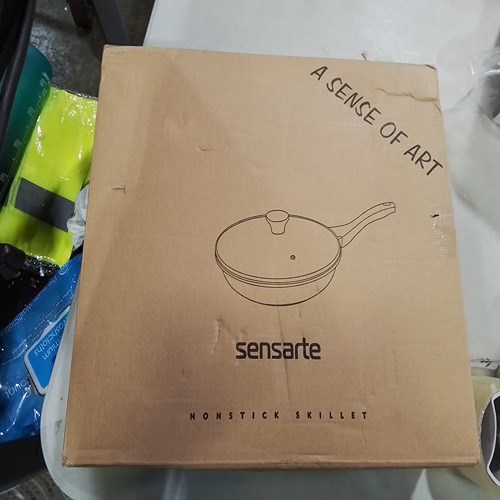 A SENSE OF ART
sensarte
NONSTICK SKILLET